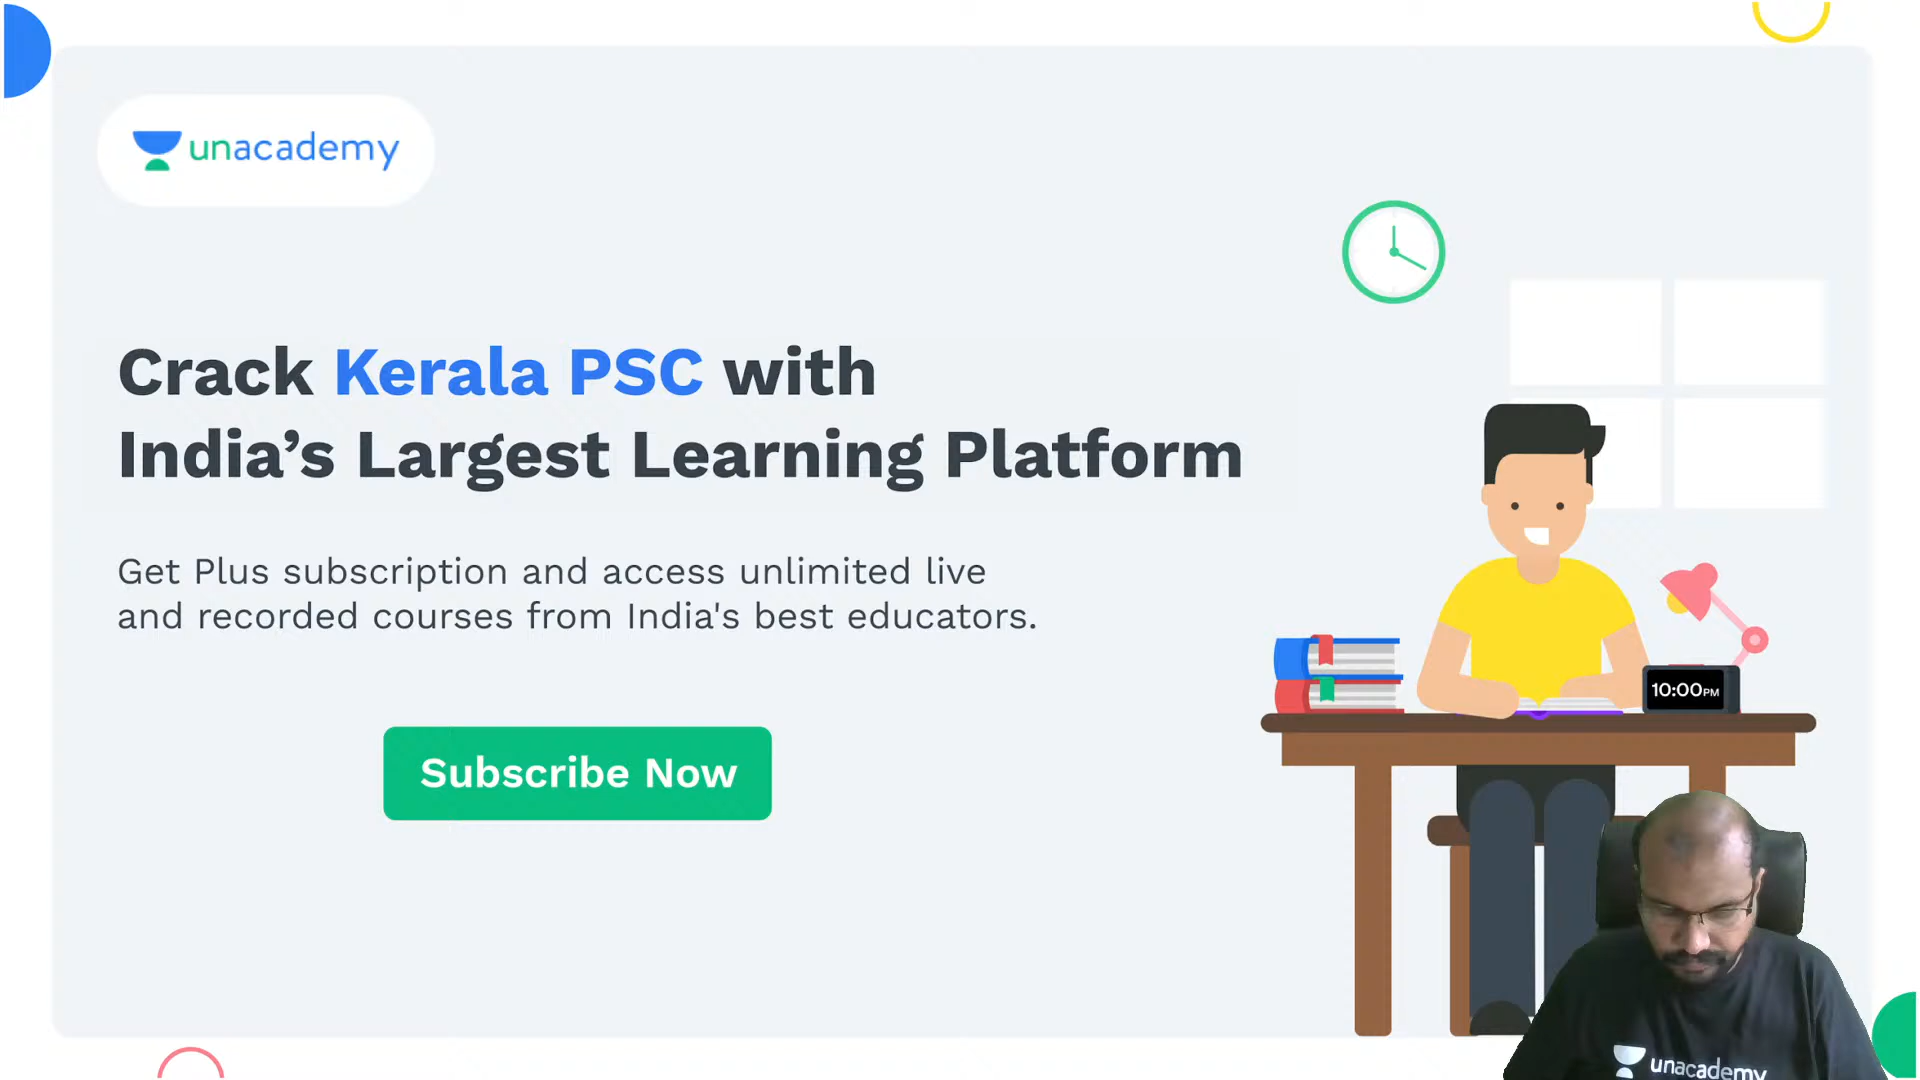 unacademy
Crack Kerala PSC with
India’s Largest Learning Platform
Get Plus subscription and access unlimited live
and recorded courses from India's best educators.
10:00PM
Subscribe Now
unacademy